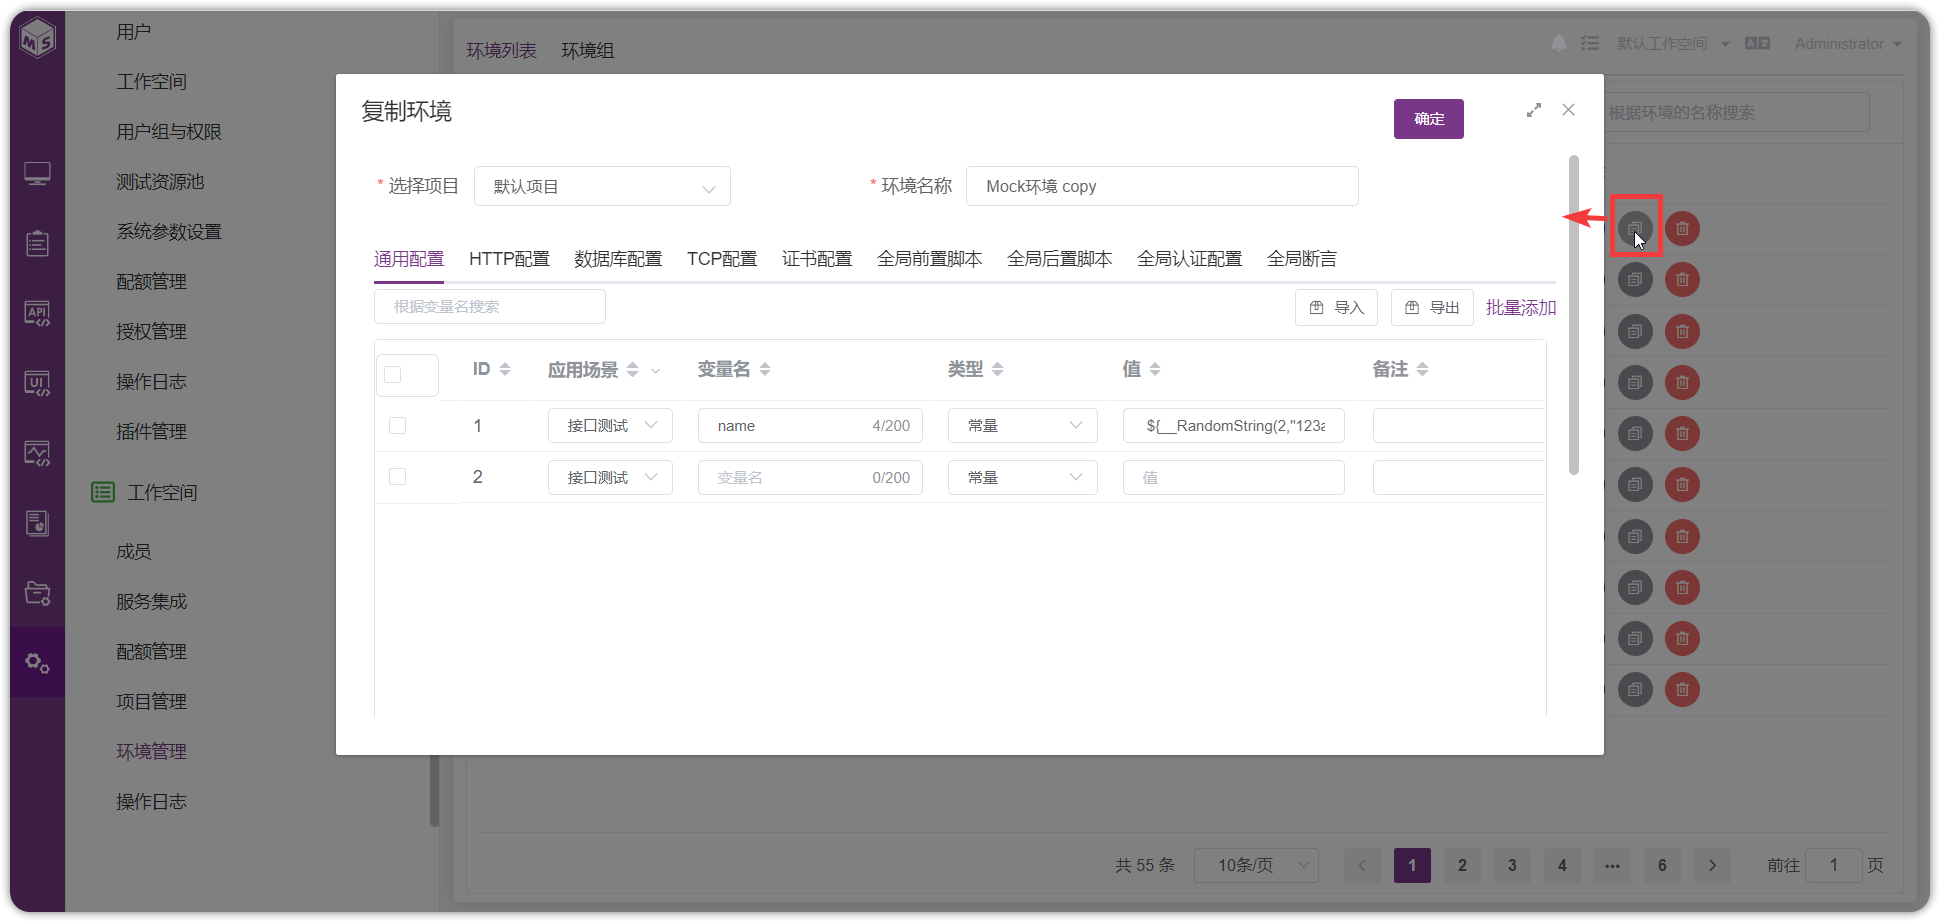 MS
API
UI
用户
工作空间
用户组与权限
测试资源池
系统参数设置
配额管理
授权管理
操作日志
插件管理
工作空间
成员
服务集成
配额管理
项目管理
环境管理
操作日志
环境列表 环境组
默认工作空间 Administrator
根据环境的名称搜索
复制环境
确定
* 选择项目 默认项目 * 环境名称 Mock环境 copy
通用配置 HTTP配置 数据库配置 TCP配置 证书配置 全局前置脚本 全局后置脚本 全局认证配置 全局断言
根据变量名搜索 导入 导出 批量添加
ID 应用场景 变量名 类型 值 备注
1 接口测试 name 4/200 常量 ${__RandomString(2,"123a
2 接口测试 变量名 0/200 常量 值
共 55 条 10条/页 1 2 3 4 ••• 6 前往 1 页